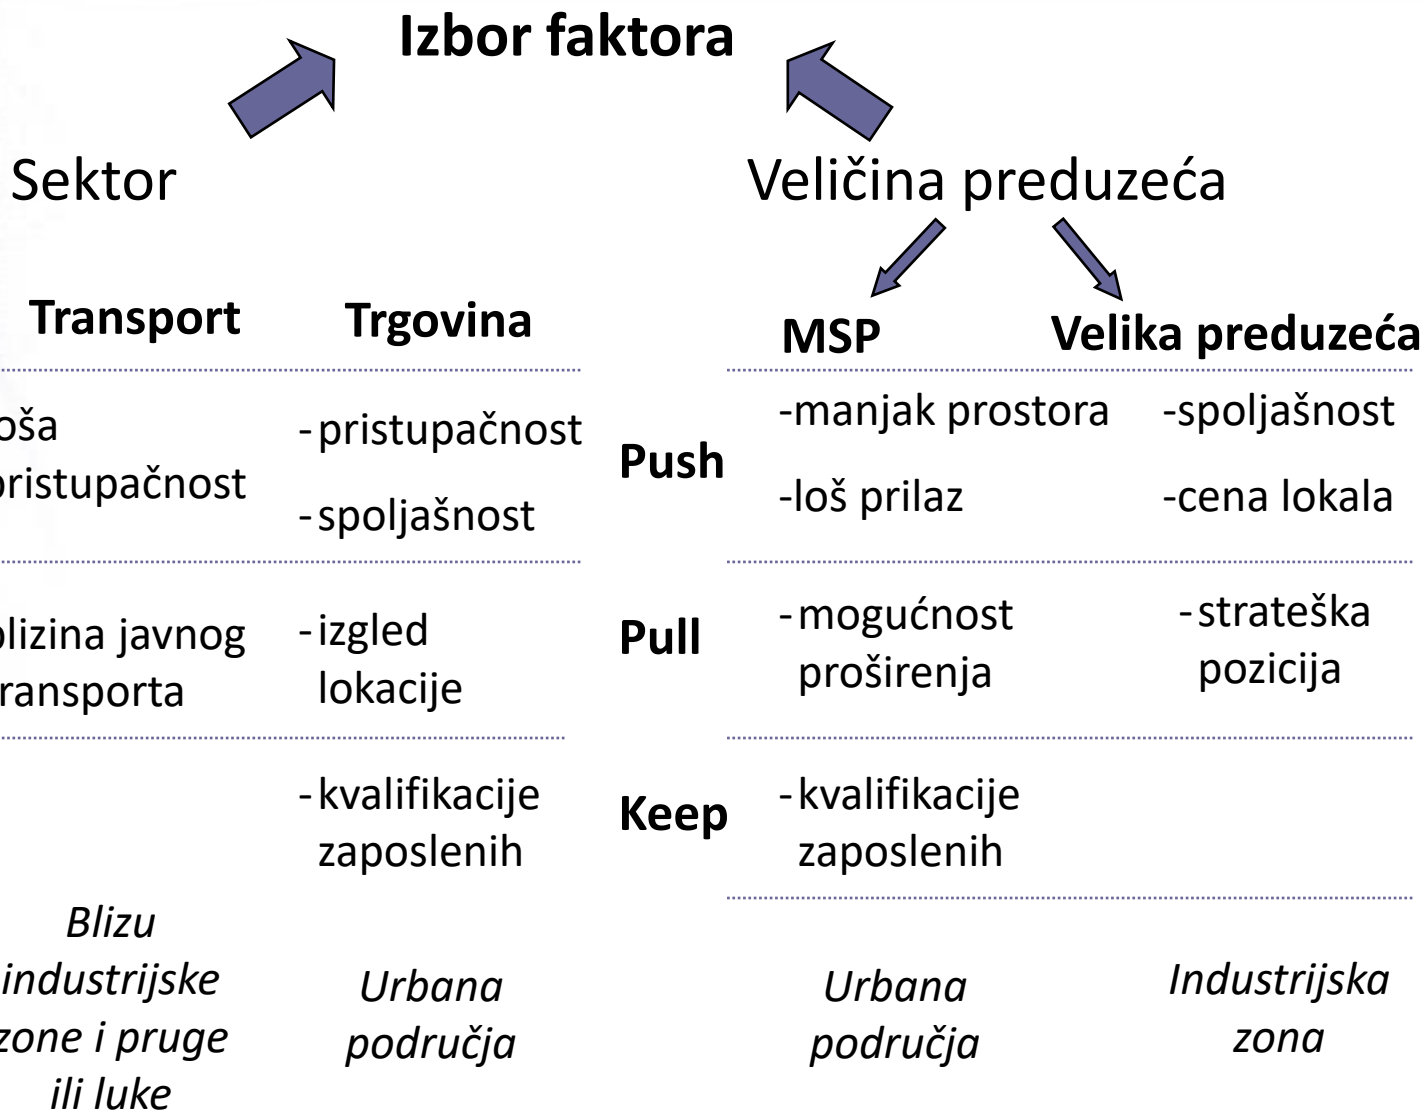 Izbor faktora
Sektor
Veličina preduzeća
Transport
Trgovina
MSP
Velika preduzeća
pristupačnost
-pristupačnost
-spoljašnost
Push
-manjak prostora
-loš prilaz
-spoljašnost
-cena lokala
javnog
-izgled
lokacije
Pull
-mogućnost
proširenja
-strateška
pozicija
-kvalifikacije
zaposlenih
Keep
-kvalifikacije
zaposlenih
Blizu
industrijske
zone i pruge
ili luke
Urbana
područja
Urbana
područja
Industrijska
zona